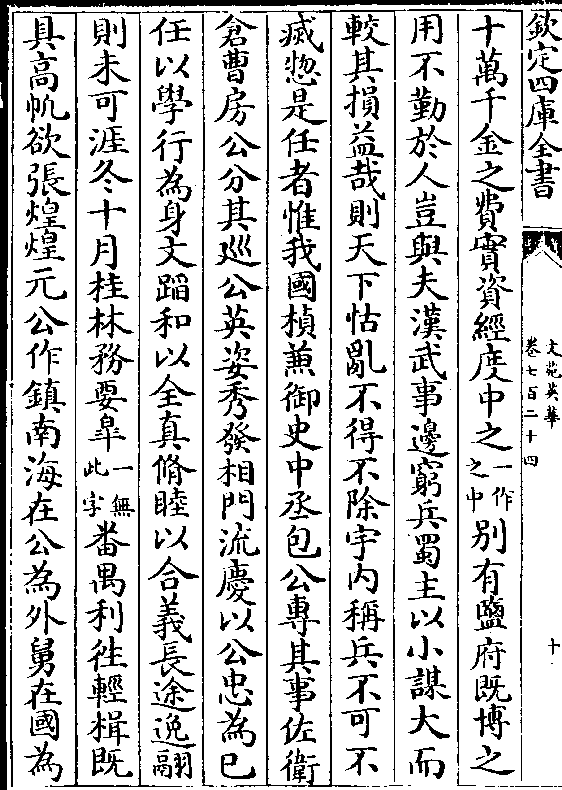 欽定四庫全書
文苑英華
卷七百二十四
十
十萬千金之費實資經度中之一作之中别有鹽府既博之
用不勤於人豈與夫漢武事邊窮兵蜀主以小謀大而
較其損益哉則天下怙亂不得不除宇内稱兵不可不
瘯惣是任者惟我國楨兼御史中丞包公專其事佐衛
倉曹房公分其廵公英姿秀發相門流慶以公忠為已
任以學行為身文蹈和以全真脩睦以合義長途逸翮
則未可涯冬十月桂林務要臯一無此字番禺利徃輕楫既
具高帆欲張煌煌元公作鎮南海在公為外舅在國為